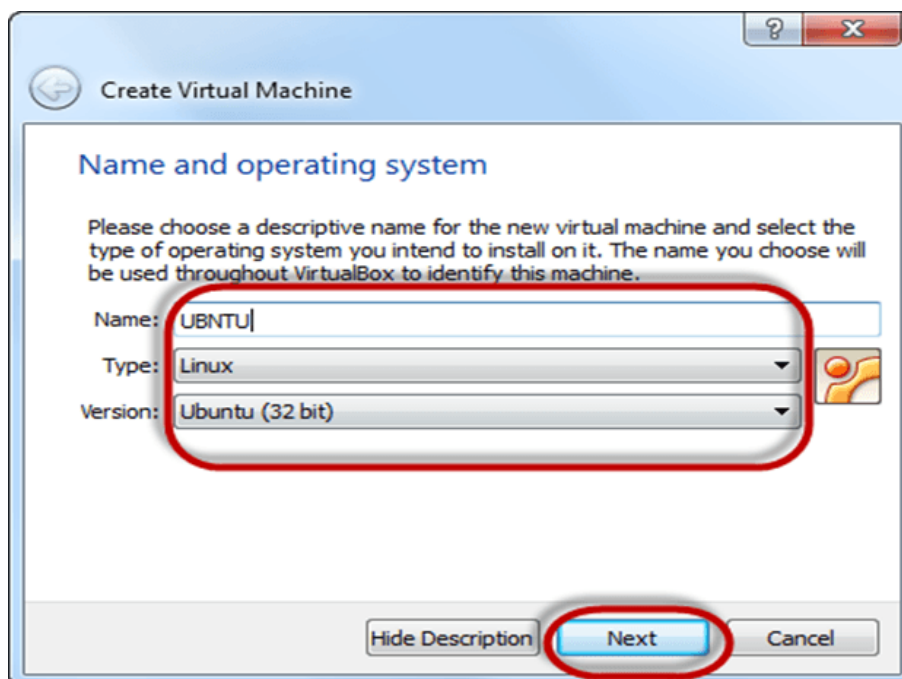 ?
Create Virtual Machine
Name and operating system
Please choose a descriptive name for the new virtual machine and select the
type of operating system you intend to install on it. The name you choose will
be used throughout VirtualBox to identify this machine.
Name: UBNTU
Type: Linux
Version: Ubuntu (32 bit)
Hide Description Next Cancel